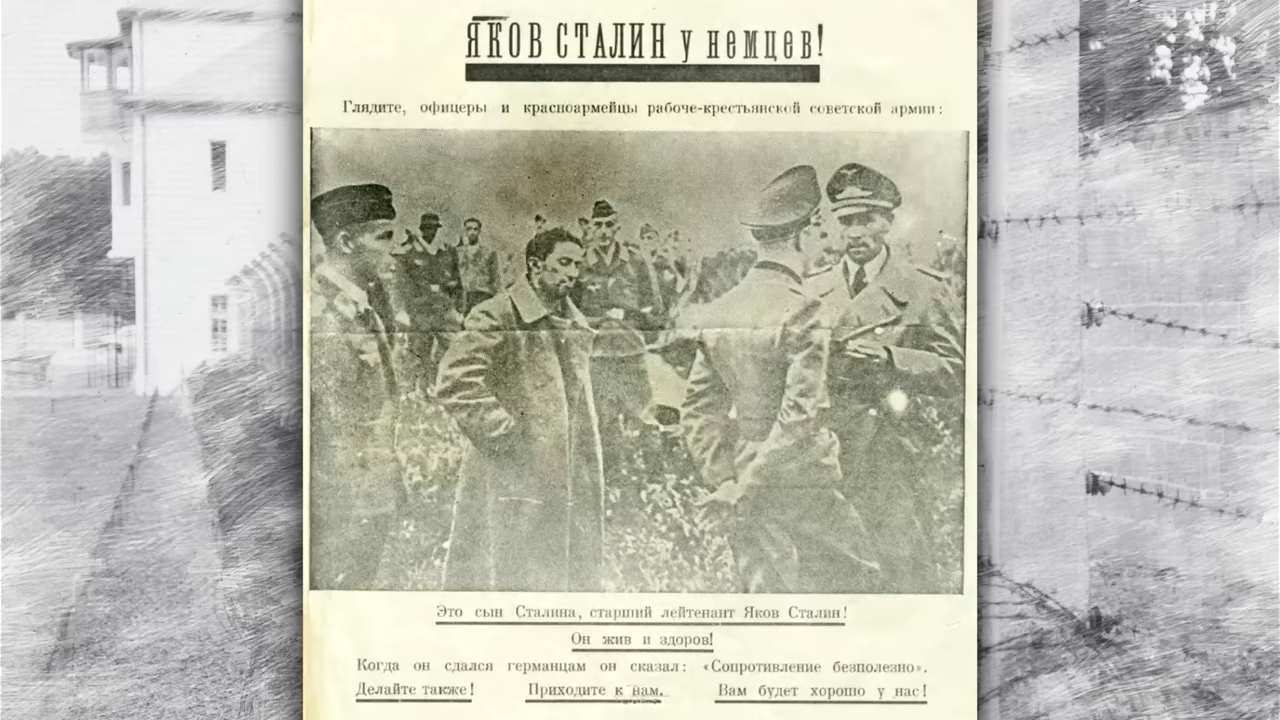 ЯКОВ СТАЛИН у немцев!
Глядите, офицеры и красноармейцы рабоче-крестьянской советской армии:
Это сын Сталина, старший лейтенант Яков Сталин!
Он жив и здоров!
Когда он сдался германцам он сказал: «Сопротивление безполезно».
Делайте также! Приходите к вам. Вам будет хорошо у нас!